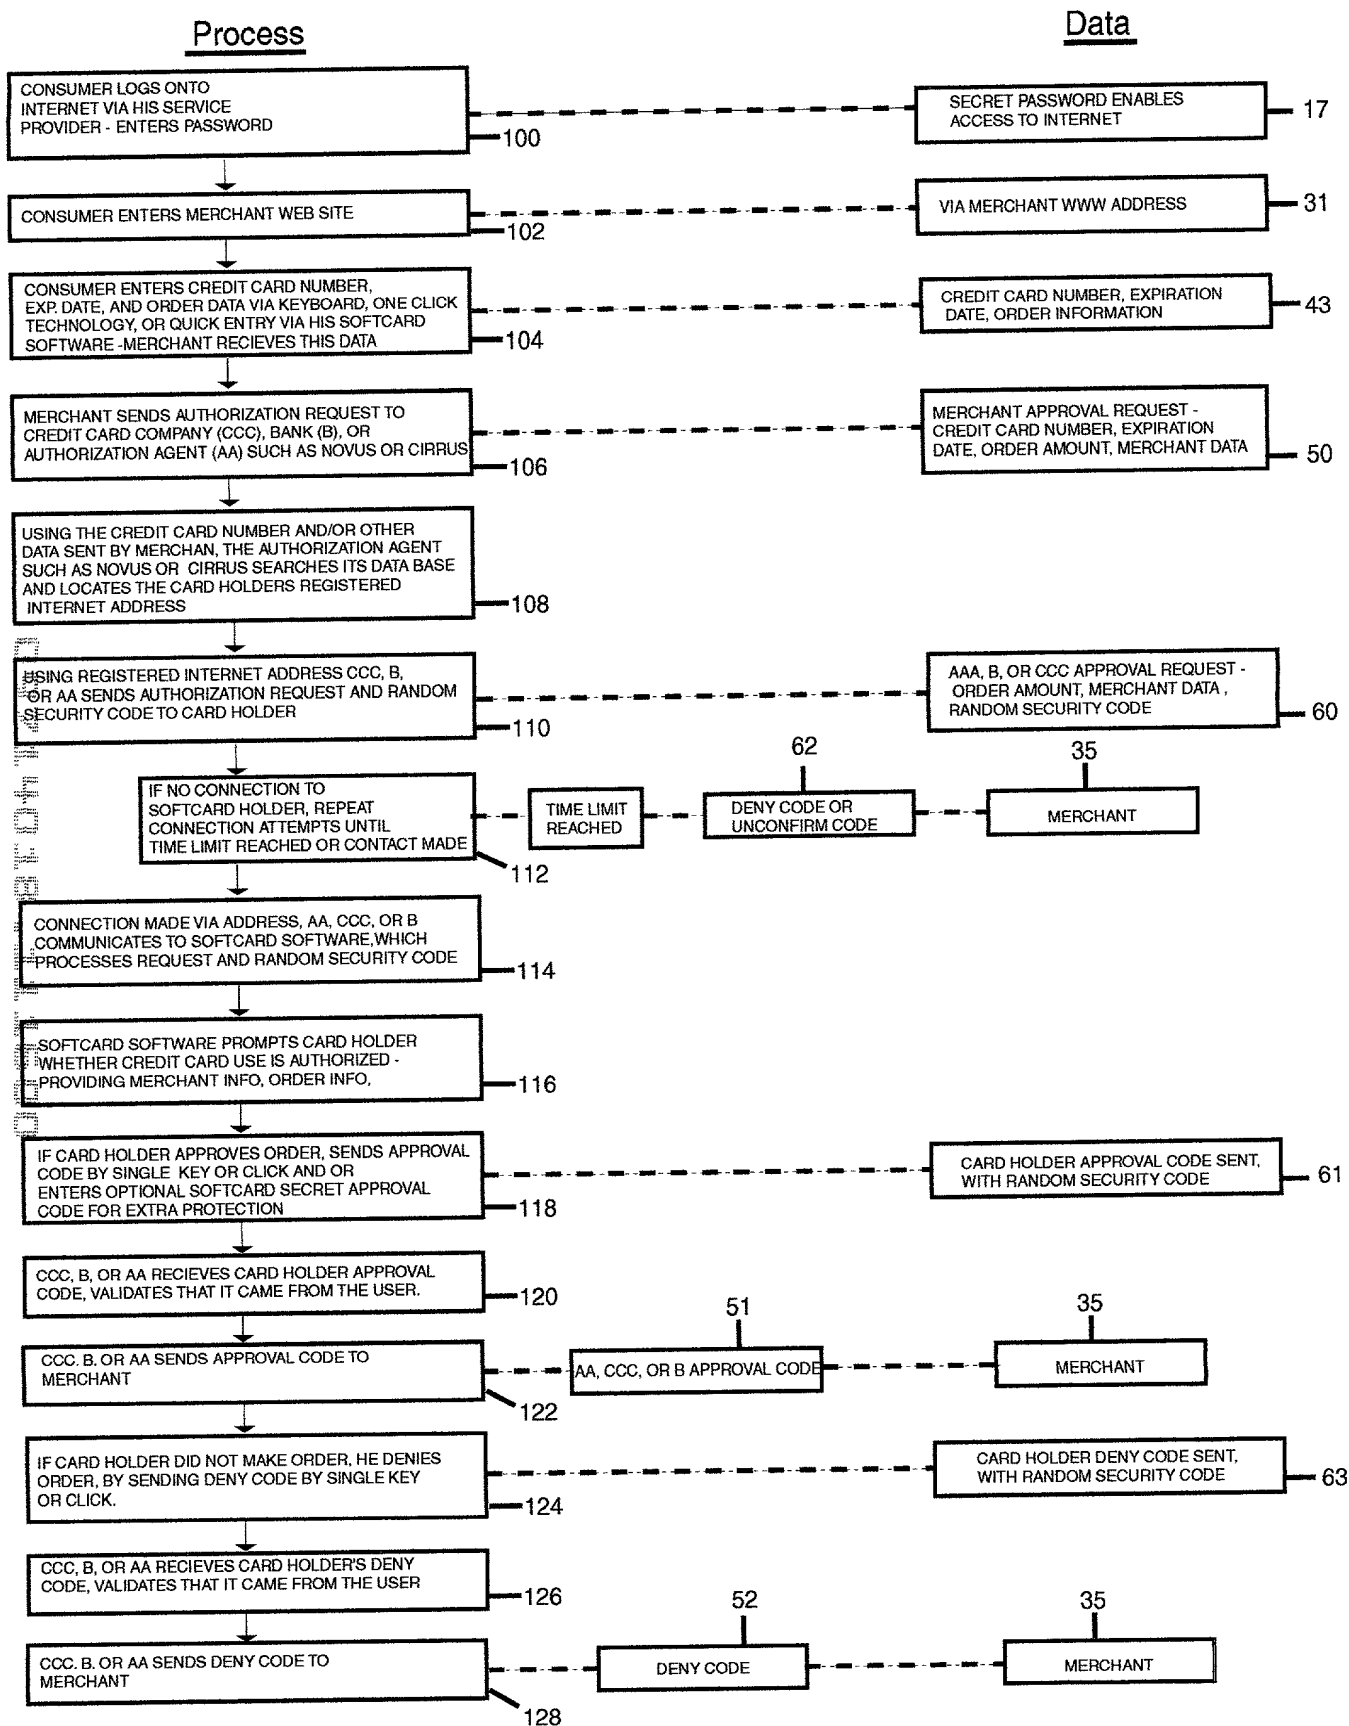 Process
Data
CONSUMER LOGS ONTO
INTERNET VIA HIS SERVICE
PROVIDER - ENTERS PASSWORD
100
SECRET PASSWORD ENABLES
ACCESS TO INTERNET
17
CONSUMER ENTERS MERCHANT WEB SITE
102
VIA MERCHANT WWW ADDRESS
31
CONSUMER ENTERS CREDIT CARD NUMBER,
EXP. DATE, AND ORDER DATA VIA KEYBOARD, ONE CLICK
TECHNOLOGY, OR QUICK ENTRY VIA HIS SOFTCARD
SOFTWARE -MERCHANT RECIEVES THIS DATA
104
CREDIT CARD NUMBER, EXPIRATION
DATE, ORDER INFORMATION
43
MERCHANT SENDS AUTHORIZATION REQUEST TO
CREDIT CARD COMPANY (CCC), BANK (B), OR
AUTHORIZATION AGENT (AA) SUCH AS NOVUS OR CIRRUS
106
MERCHANT APPROVAL REQUEST -
CREDIT CARD NUMBER, EXPIRATION
DATE, ORDER AMOUNT, MERCHANT DATA
50
USING THE CREDIT CARD NUMBER AND/OR OTHER
DATA SENT BY MERCHAN, THE AUTHORIZATION AGENT
SUCH AS NOVUS OR CIRRUS SEARCHES ITS DATA BASE
AND LOCATES THE CARD HOLDERS REGISTERED
INTERNET ADDRESS
108
USING REGISTERED INTERNET ADDRESS CCC, B,
OR AA SENDS AUTHORIZATION REQUEST AND RANDOM
SECURITY CODE TO CARD HOLDER
110
AAA, B, OR CCC APPROVAL REQUEST -
ORDER AMOUNT, MERCHANT DATA ,
RANDOM SECURITY CODE
60
IF NO CONNECTION TO
SOFTCARD HOLDER, REPEAT
CONNECTION ATTEMPTS UNTIL
TIME LIMIT REACHED OR CONTACT MADE
112
TIME LIMIT
REACHED
62
DENY CODE OR
UNCONFIRM CODE
35
MERCHANT
CONNECTION MADE VIA ADDRESS, AA, CCC, OR B
COMMUNICATES TO SOFTCARD SOFTWARE,WHICH
PROCESSES REQUEST AND RANDOM SECURITY CODE
114
SOFTCARD SOFTWARE PROMPTS CARD HOLDER
WHETHER CREDIT CARD USE IS AUTHORIZED -
PROVIDING MERCHANT INFO, ORDER INFO,
116
IF CARD HOLDER APPROVES ORDER, SENDS APPROVAL
CODE BY SINGLE KEY OR CLICK AND OR
ENTERS OPTIONAL SOFTCARD SECRET APPROVAL
CODE FOR EXTRA PROTECTION
118
CARD HOLDER APPROVAL CODE SENT,
WITH RANDOM SECURITY CODE
61
CCC, B, OR AA RECIEVES CARD HOLDER APPROVAL
CODE, VALIDATES THAT IT CAME FROM THE USER.
120
CCC. B. OR AA SENDS APPROVAL CODE TO
MERCHANT
122
51
AA, CCC, OR B APPROVAL CODE
35
MERCHANT
IF CARD HOLDER DID NOT MAKE ORDER, HE DENIES
ORDER, BY SENDING DENY CODE BY SINGLE KEY
OR CLICK.
124
CARD HOLDER DENY CODE SENT,
WITH RANDOM SECURITY CODE
63
CCC, B, OR AA RECIEVES CARD HOLDER'S DENY
CODE, VALIDATES THAT IT CAME FROM THE USER
126
CCC. B. OR AA SENDS DENY CODE TO
MERCHANT
128
52
DENY CODE
35
MERCHANT